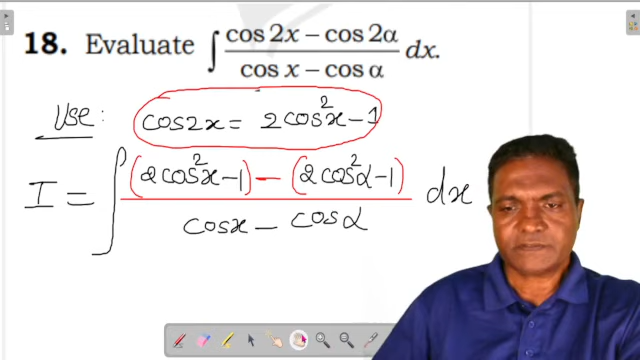 18. Evaluate ∫ (cos 2x − cos 2α)/(cos x − cos α) dx.
Use: cos2x = 2cos²x − 1
I = ∫ ((2cos²x − 1) − (2cos²α − 1))/(cosx − cosα) dx